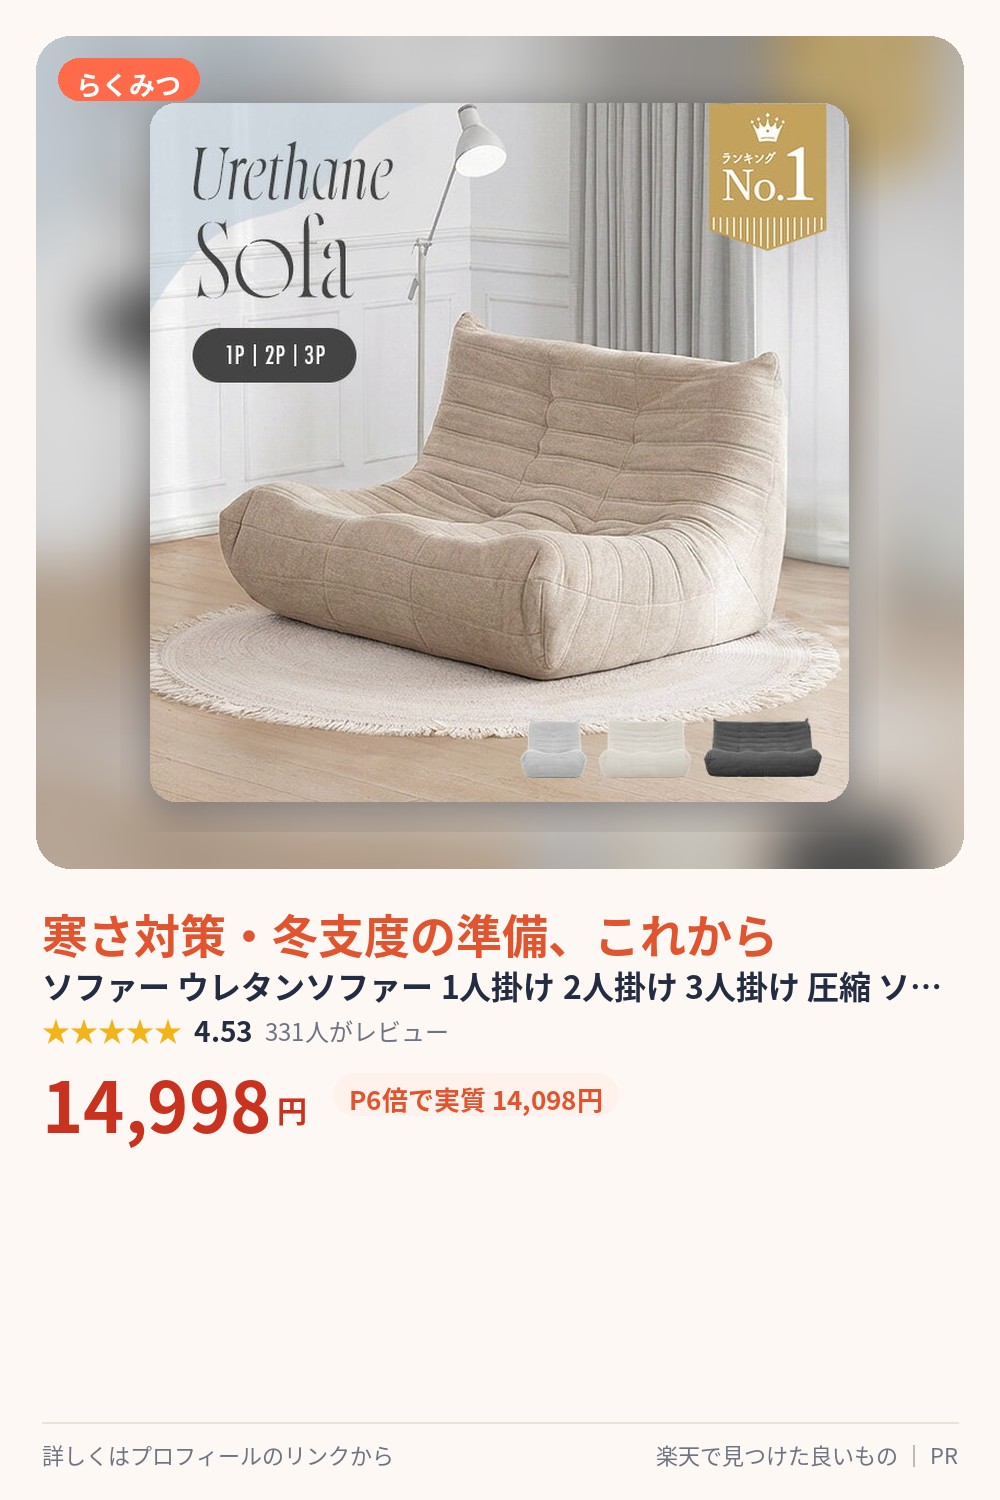 らくみつ
Urethane
Sofa
1P | 2P | 3P
ランキング
No.1
寒さ対策・冬支度の準備、これから
ソファー ウレタンソファー 1人掛け 2人掛け 3人掛け 圧縮 ソ…
★★★★★ 4.53 331人がレビュー
14,998円 P6倍で実質 14,098円
詳しくはプロフィールのリンクから
楽天で見つけた良いもの ｜ PR